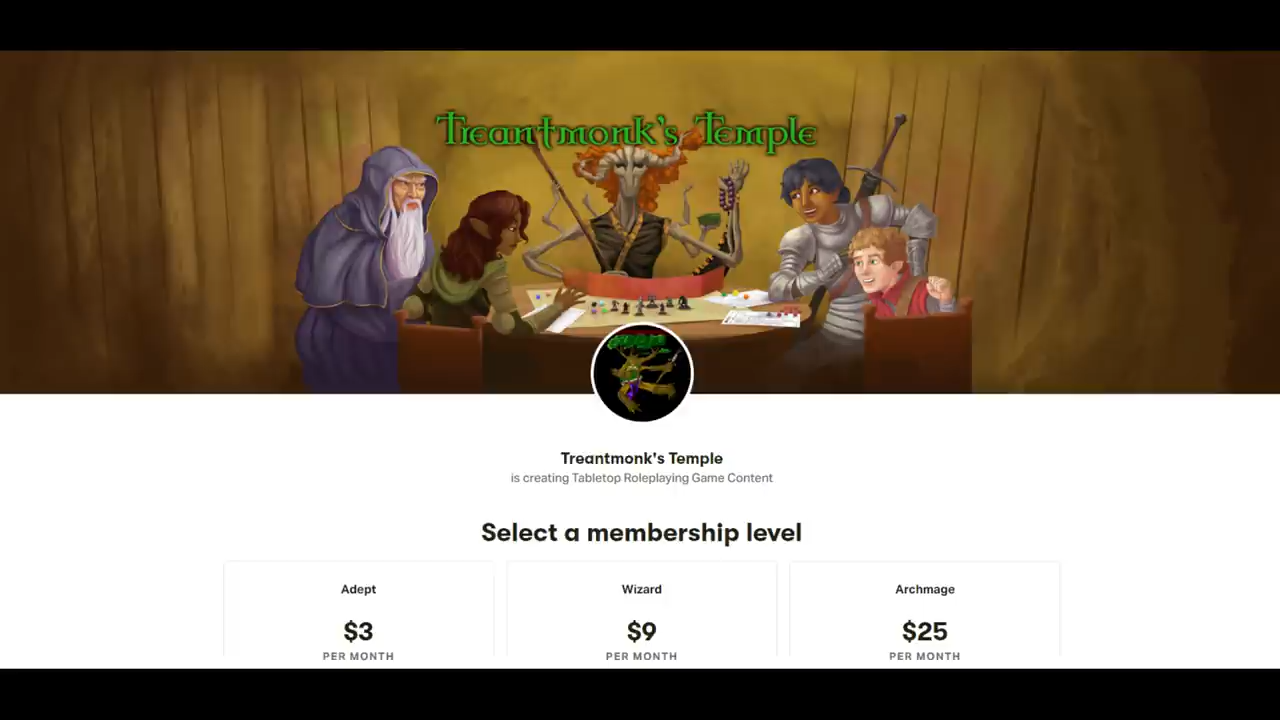 Treantmonk's Temple
Treantmonk's Temple
is creating Tabletop Roleplaying Game Content
Select a membership level
Adept
Wizard
Archmage
$3
$9
$25
PER MONTH
PER MONTH
PER MONTH